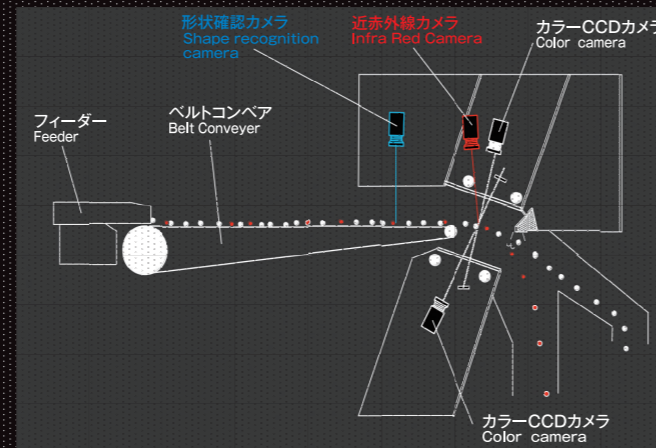 形状確認カメラ
Shape recognition
camera
近赤外線カメラ
Infra Red Camera
カラーCCDカメラ
Color camera
フィーダー
Feeder
ベルトコンベア
Belt Conveyer
カラーCCDカメラ
Color camera